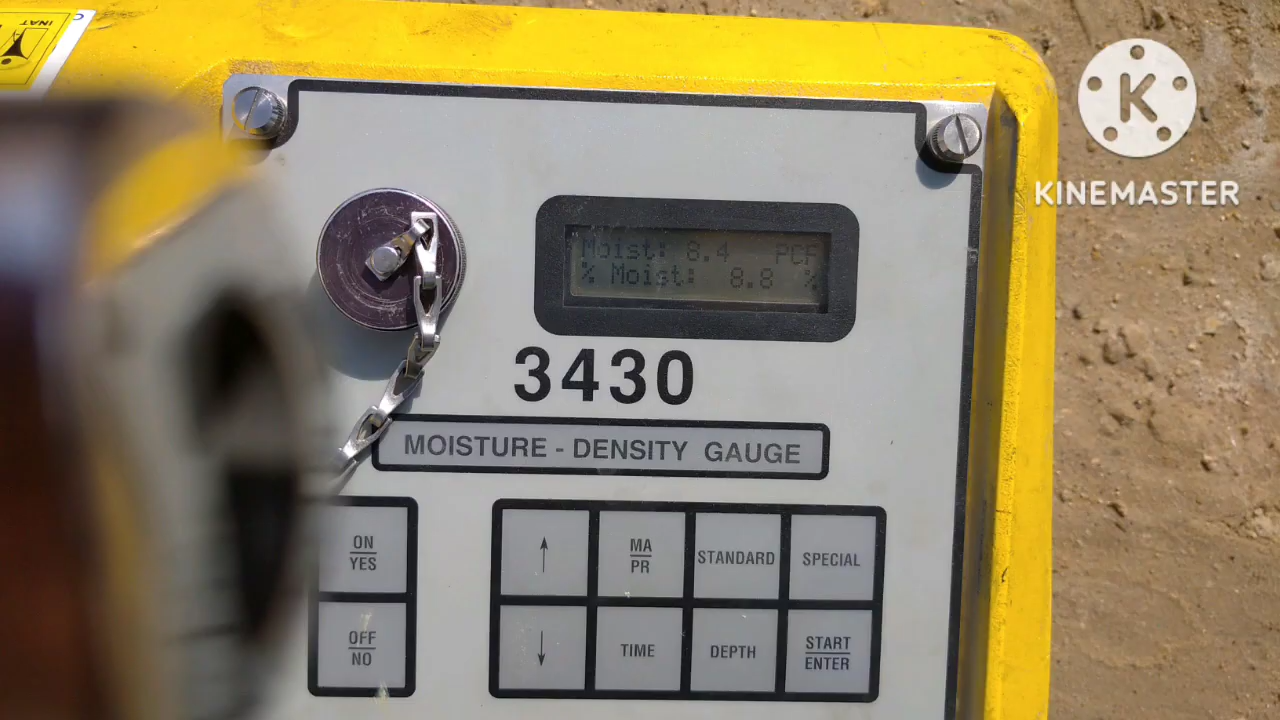 INAT
K
KINEMASTER
Moist: 8.4 PCF
% Moist: 8.8 %
3430
MOISTURE - DENSITY GAUGE
ON
YES
↑
MA
PR
STANDARD
SPECIAL
OFF
NO
↓
TIME
DEPTH
START
ENTER